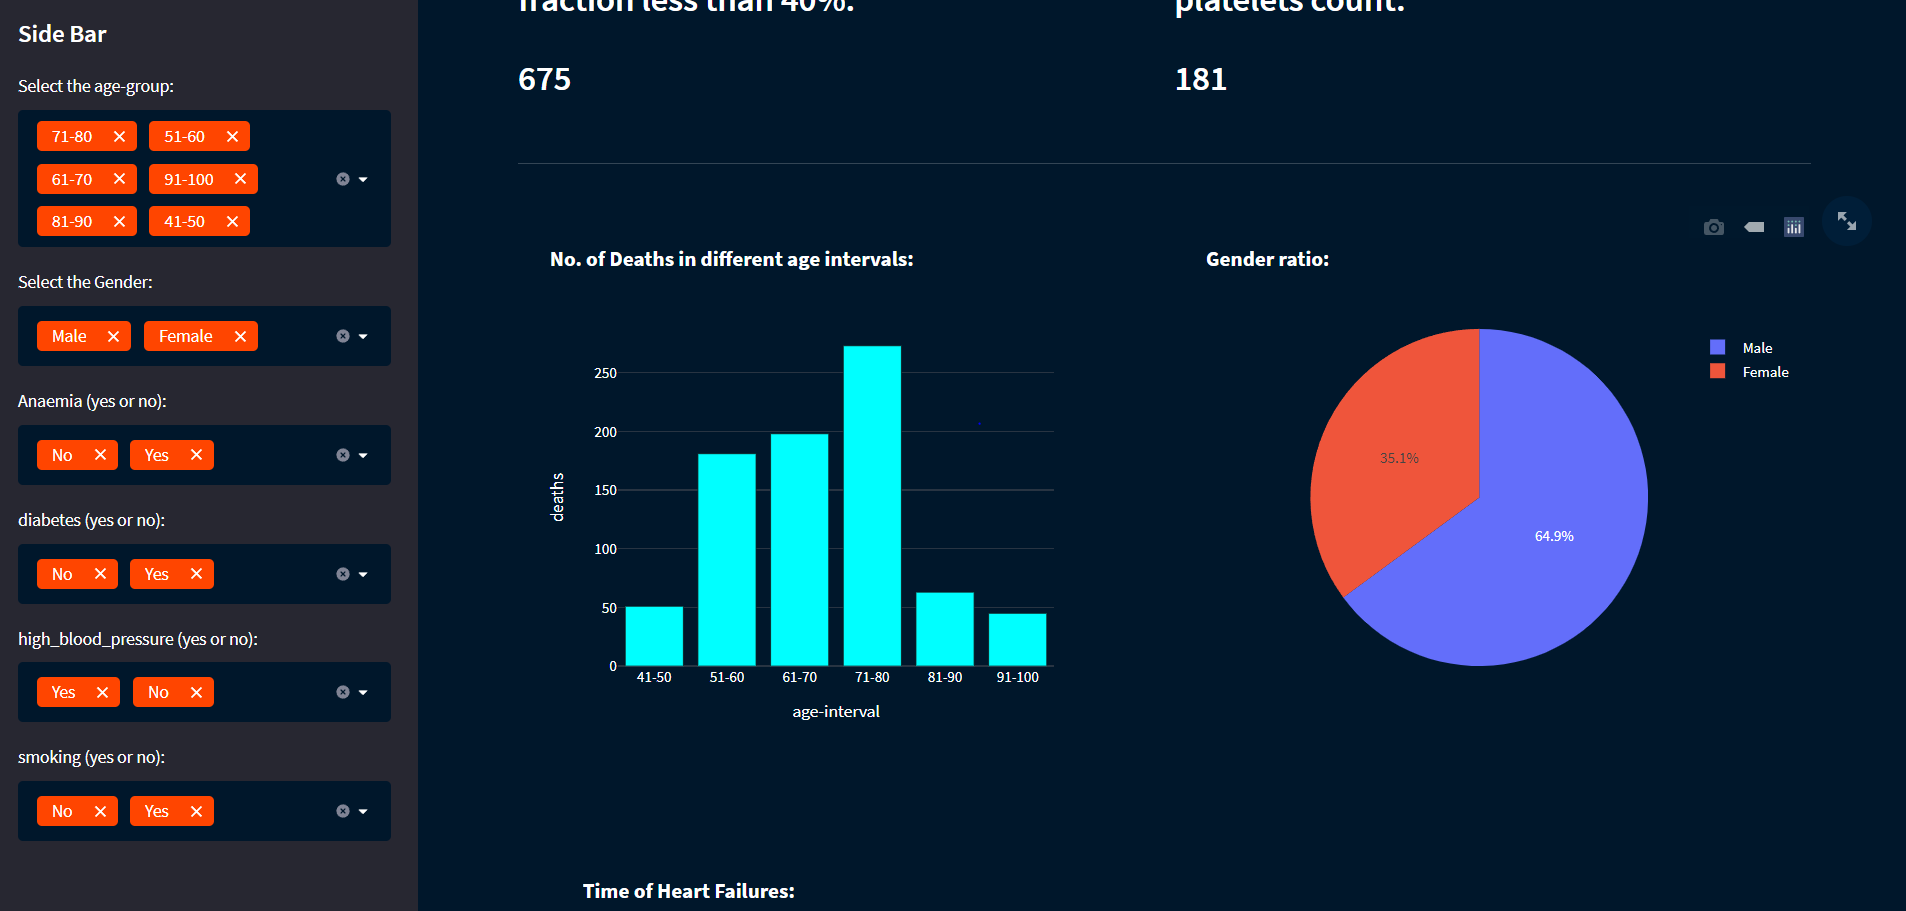 Side Bar
Select the age-group:
71-80 51-60
61-70 91-100
81-90 41-50
Select the Gender:
Male Female
Anaemia (yes or no):
No Yes
diabetes (yes or no):
No Yes
high_blood_pressure (yes or no):
Yes No
smoking (yes or no):
No Yes
fraction less than 40%:
675
platelets count:
181
No. of Deaths in different age intervals:
deaths
250
200
150
100
50
0
41-50 51-60 61-70 71-80 81-90 91-100
age-interval
Gender ratio:
35.1%
64.9%
Male
Female
Time of Heart Failures: